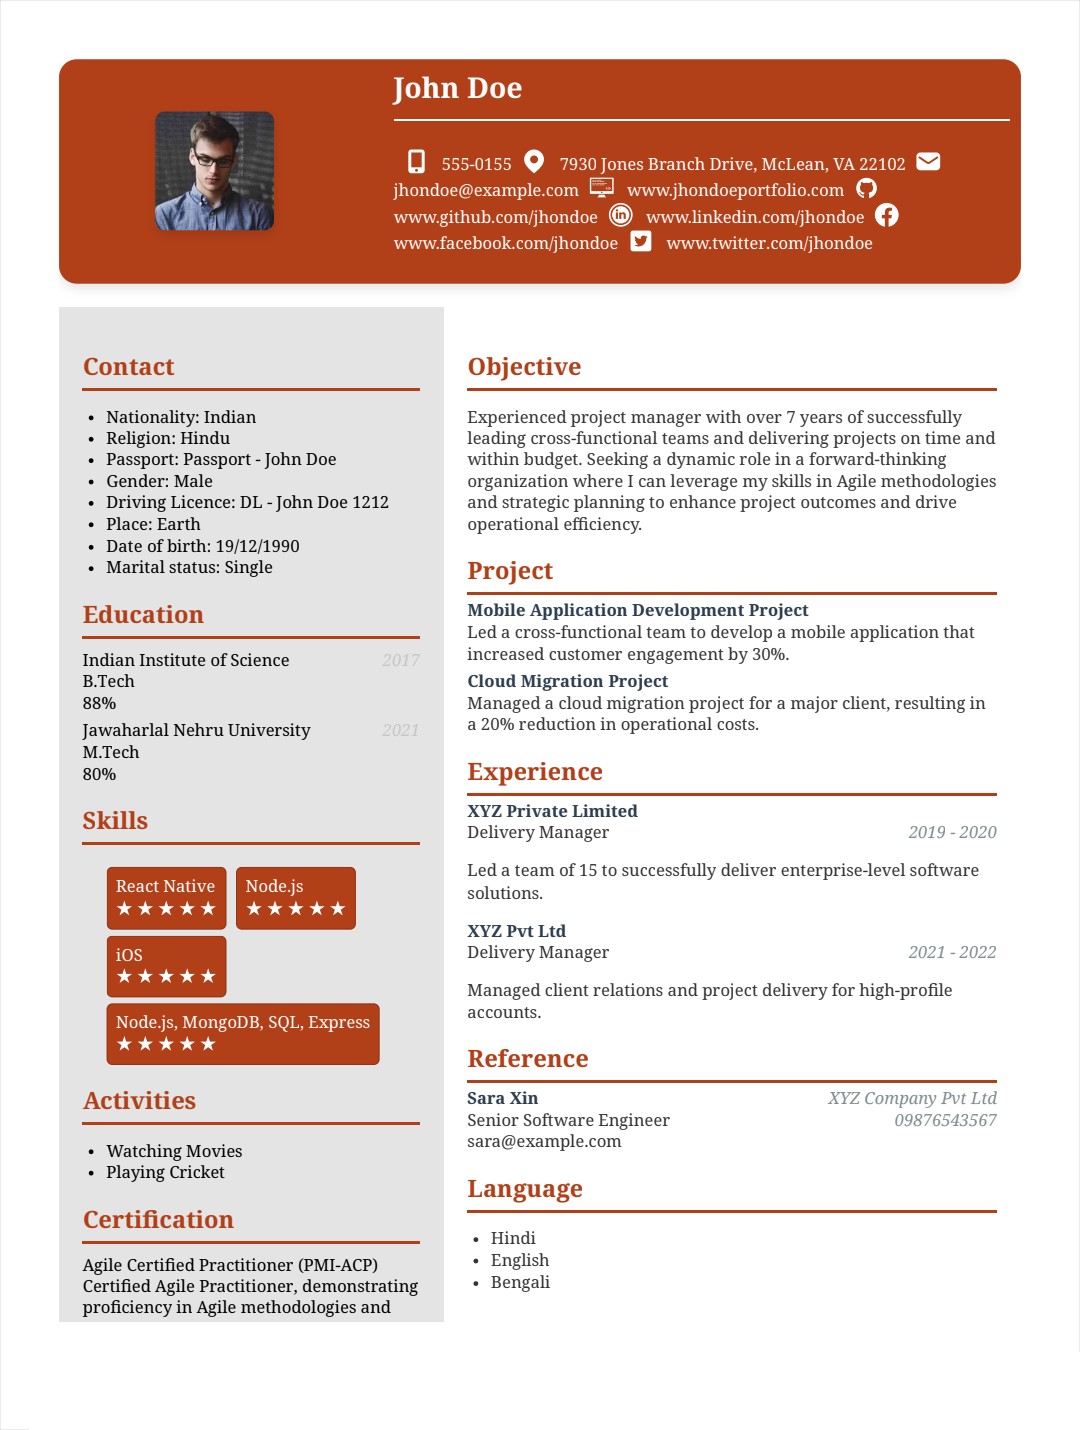 John Doe
555-0155 7930 Jones Branch Drive, McLean, VA 22102
jhondoe@example.com www.jhondoeportfolio.com
www.github.com/jhondoe www.linkedin.com/jhondoe
www.facebook.com/jhondoe www.twitter.com/jhondoe
Contact
• Nationality: Indian
• Religion: Hindu
• Passport: Passport - John Doe
• Gender: Male
• Driving Licence: DL - John Doe 1212
• Place: Earth
• Date of birth: 19/12/1990
• Marital status: Single
Education
Indian Institute of Science 2017
B.Tech
88%
Jawaharlal Nehru University 2021
M.Tech
80%
Skills
React Native Node.js
★★★★★ ★★★★★
iOS
★★★★★
Node.js, MongoDB, SQL, Express
★★★★★
Activities
• Watching Movies
• Playing Cricket
Certification
Agile Certified Practitioner (PMI-ACP)
Certified Agile Practitioner, demonstrating
proficiency in Agile methodologies and
Objective
Experienced project manager with over 7 years of successfully
leading cross-functional teams and delivering projects on time and
within budget. Seeking a dynamic role in a forward-thinking
organization where I can leverage my skills in Agile methodologies
and strategic planning to enhance project outcomes and drive
operational efficiency.
Project
Mobile Application Development Project
Led a cross-functional team to develop a mobile application that
increased customer engagement by 30%.
Cloud Migration Project
Managed a cloud migration project for a major client, resulting in
a 20% reduction in operational costs.
Experience
XYZ Private Limited
Delivery Manager 2019 - 2020
Led a team of 15 to successfully deliver enterprise-level software
solutions.
XYZ Pvt Ltd
Delivery Manager 2021 - 2022
Managed client relations and project delivery for high-profile
accounts.
Reference
Sara Xin XYZ Company Pvt Ltd
Senior Software Engineer 09876543567
sara@example.com
Language
• Hindi
• English
• Bengali